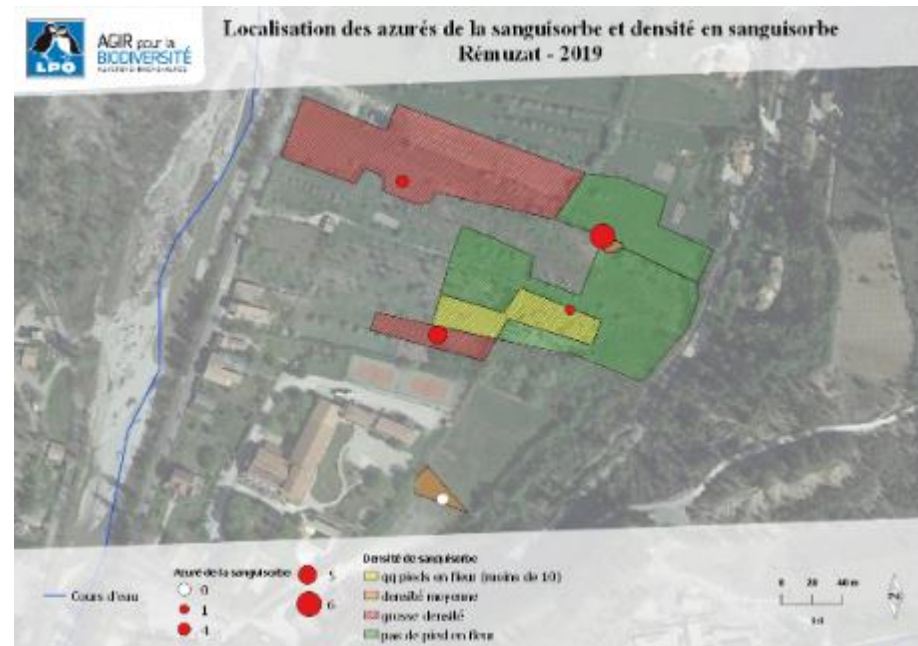 Localisation des azurés de la sanguisorbe et densité en sanguisorbe
Rémuzat - 2019
LPO
AGIR pour la
BIODIVERSITÉ
Cours d'eau
Azuré de la sanguisorbe
0
1
4
5
6
Densité de sanguisorbe
qq pieds en fleur (moins de 10)
densité moyenne
grosse densité
pas de pied en fleur
0 20 40 m